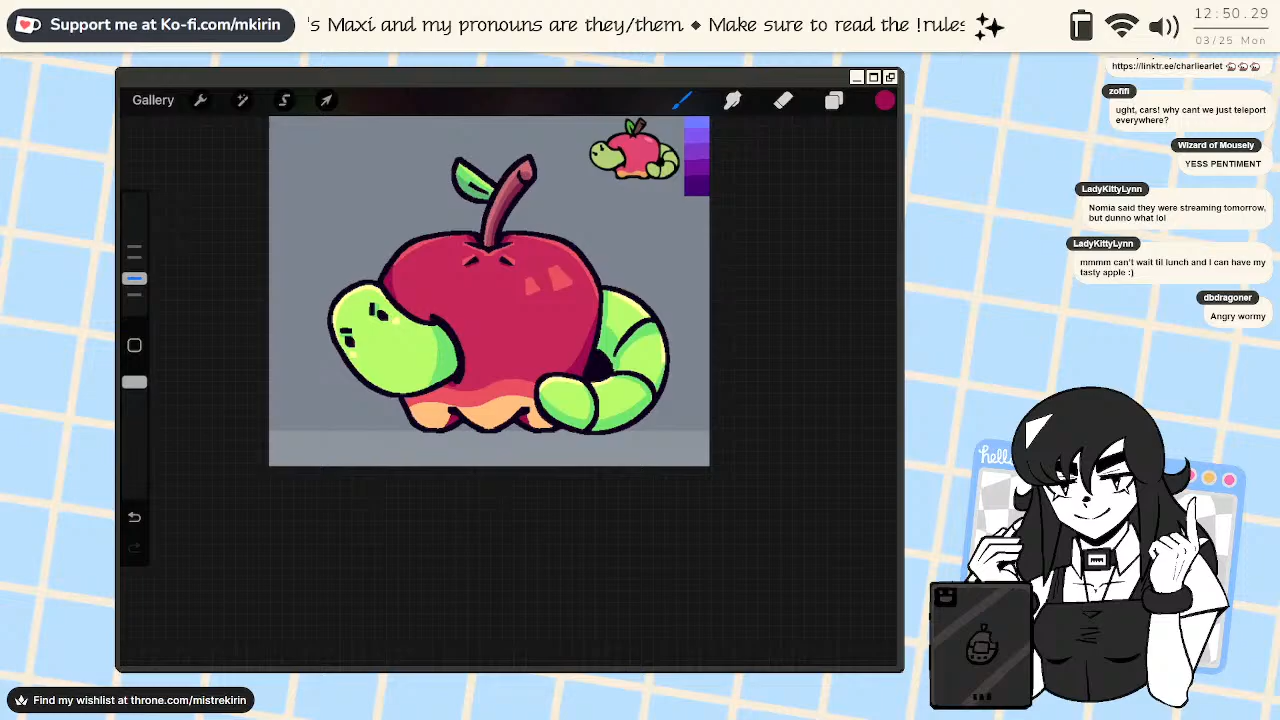 Support me at Ko-fi.com/mkirin
's Maxí and my pronouns are they/them ◆ Make sure to read the !rules
12:50.29
03/25 Mon
https://linktr.ee/charliearlet
zofifi
ught, cars! why cant we just teleport
everywhere?
Wizard of Mousely
YESS PENTIMENT
LadyKittyLynn
Nomia said they were streaming tomorrow,
but dunno what lol
LadyKittyLynn
mmmm can't wait til lunch and I can have my
tasty apple :)
dbdragoner
Angry wormy
Gallery
hello
Find my wishlist at throne.com/mistrekirin